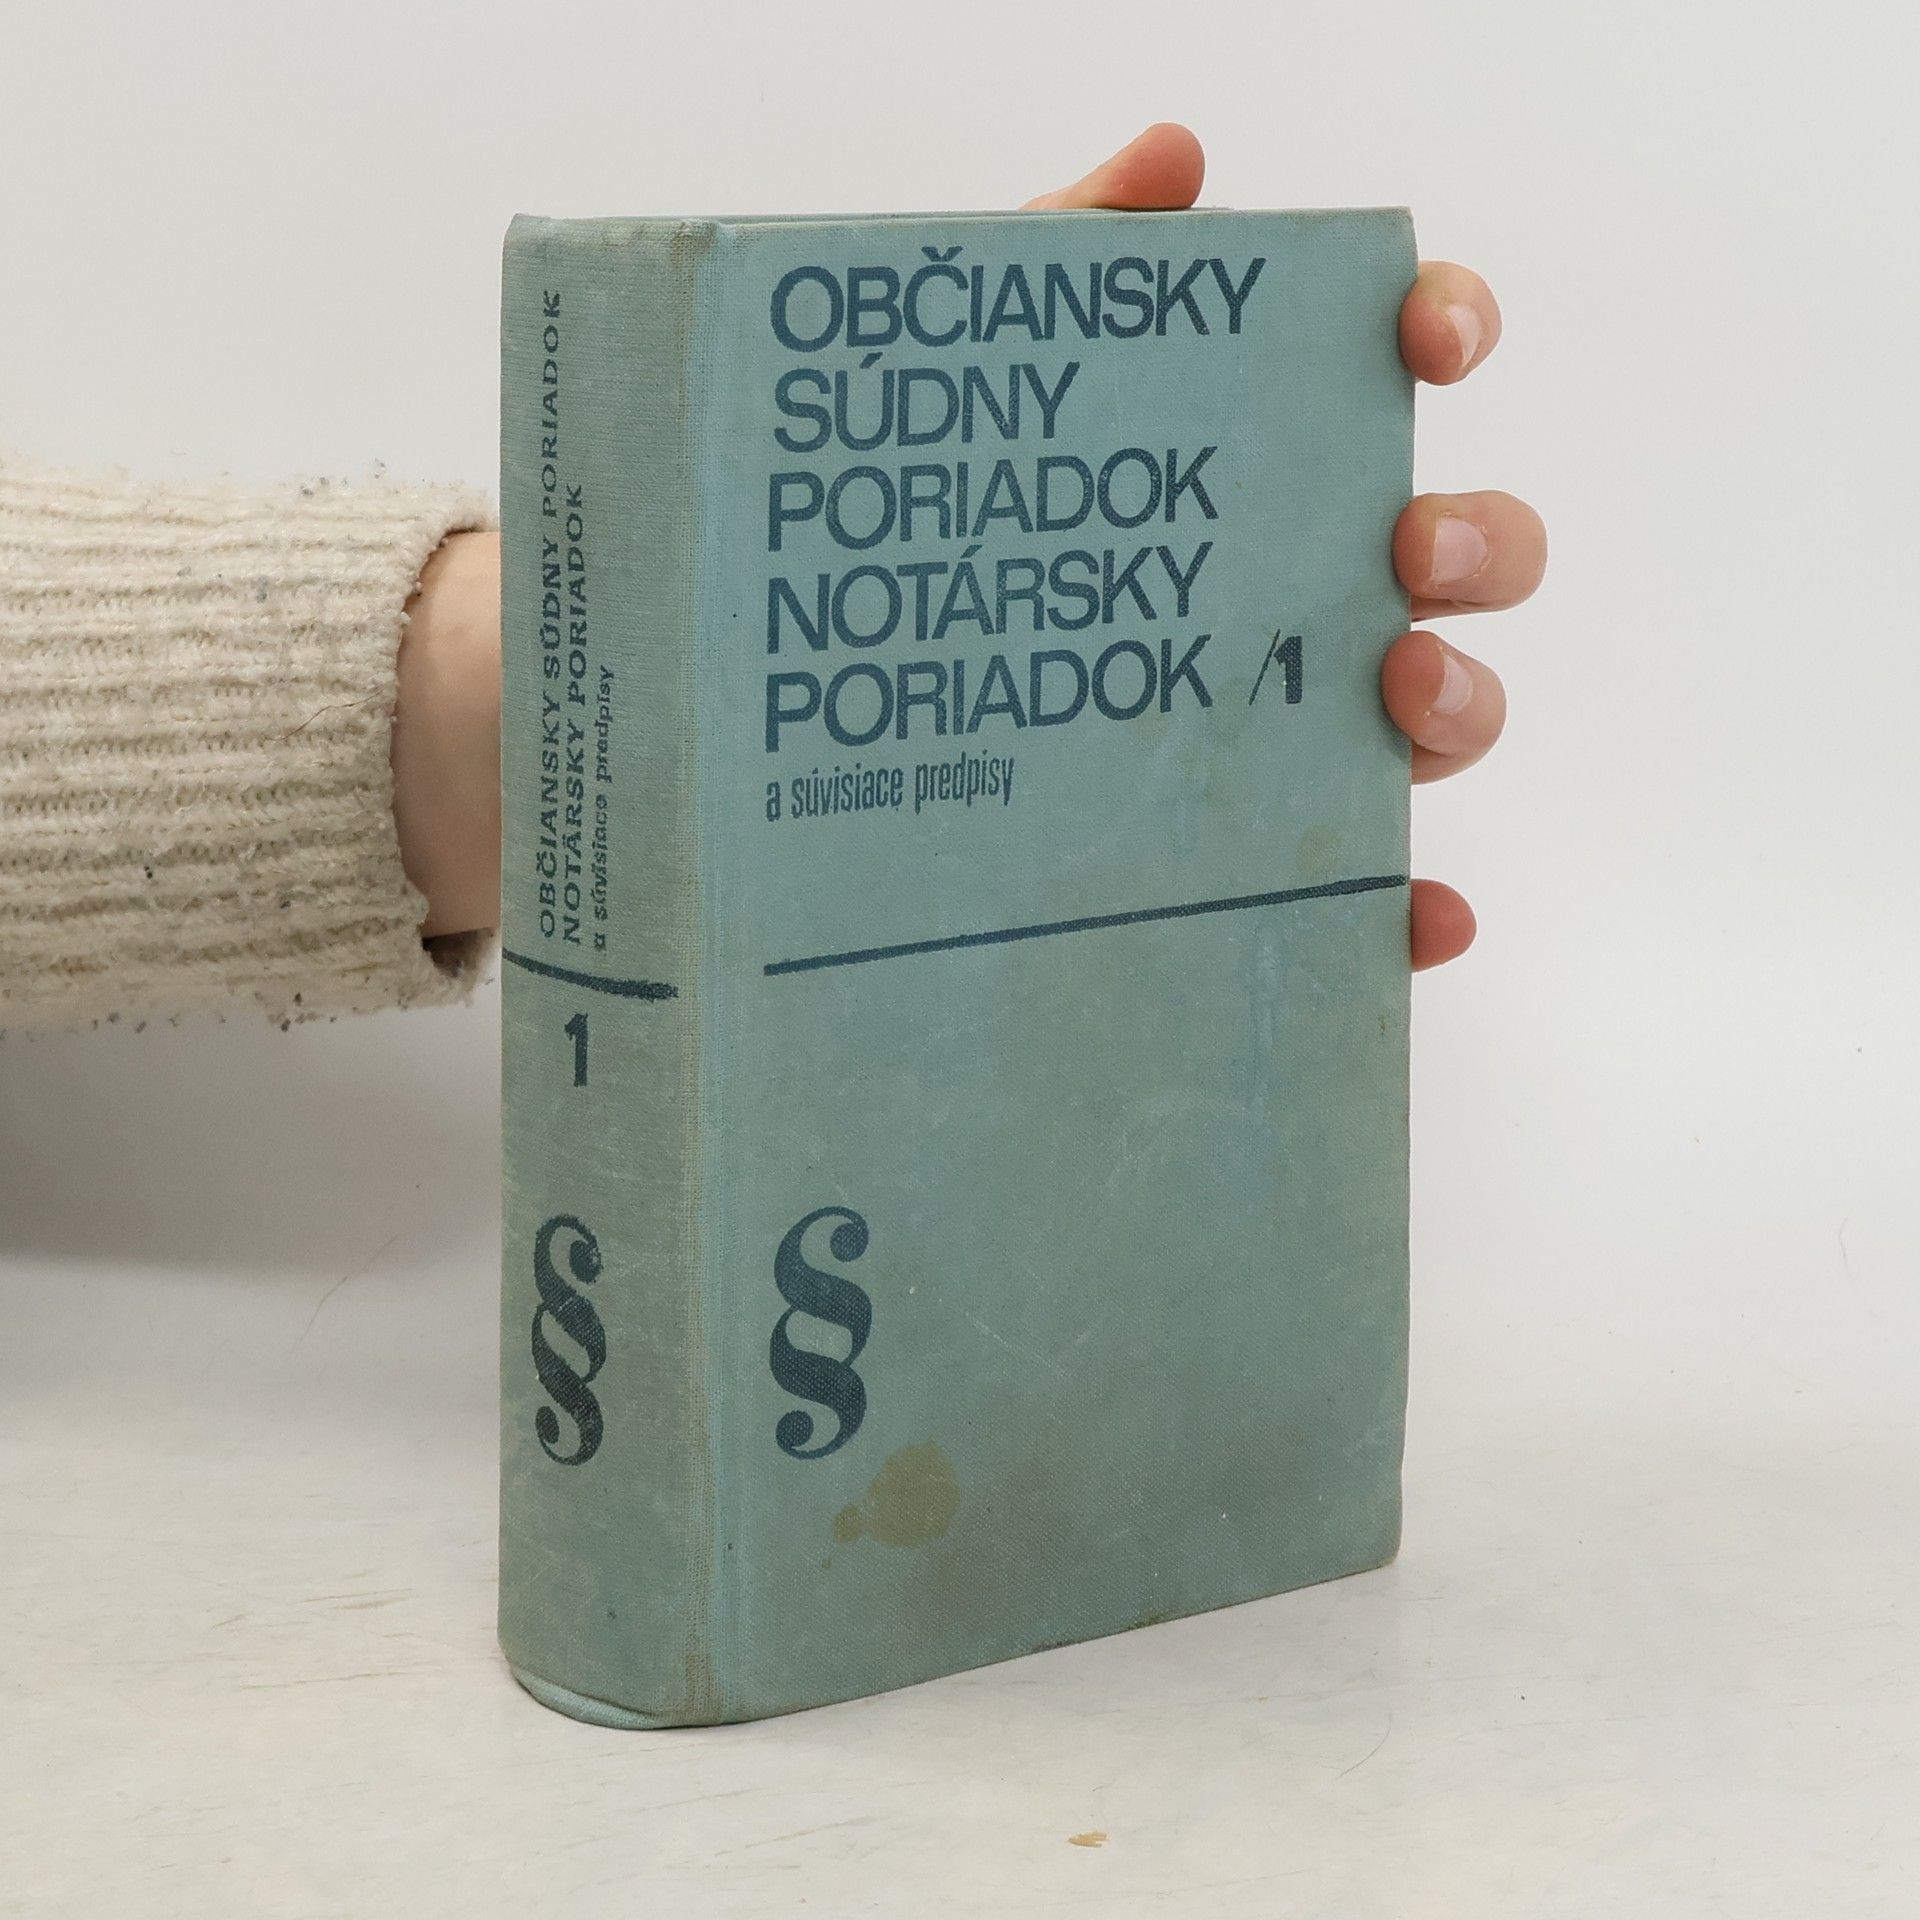 OBČIANSKY SÚDNY PORIADOK
NOTÁRSKY PORIADOK
a súvisiace predpisy
1
§
OBČIANSKY
SÚDNY
PORIADOK
NOTÁRSKY
PORIADOK /1
a súvisiace predpisy
§